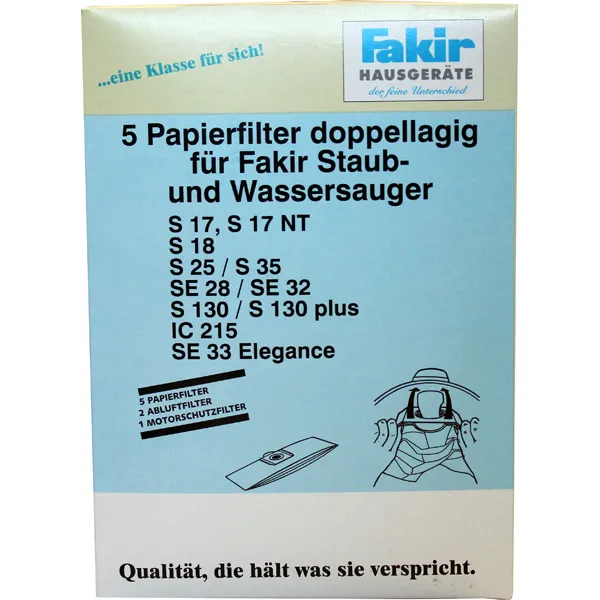 ...eine Klasse für sich!
Fakir
HAUSGERÄTE
der feine Unterschied
5 Papierfilter doppellagig
für Fakir Staub-
und Wassersauger
S 17, S 17 NT
S 18
S 25 / S 35
SE 28 / SE 32
S 130 / S 130 plus
IC 215
SE 33 Elegance
5 PAPIERFILTER
2 ABLUFTFILTER
1 MOTORSCHUTZFILTER
Qualität, die hält was sie verspricht.